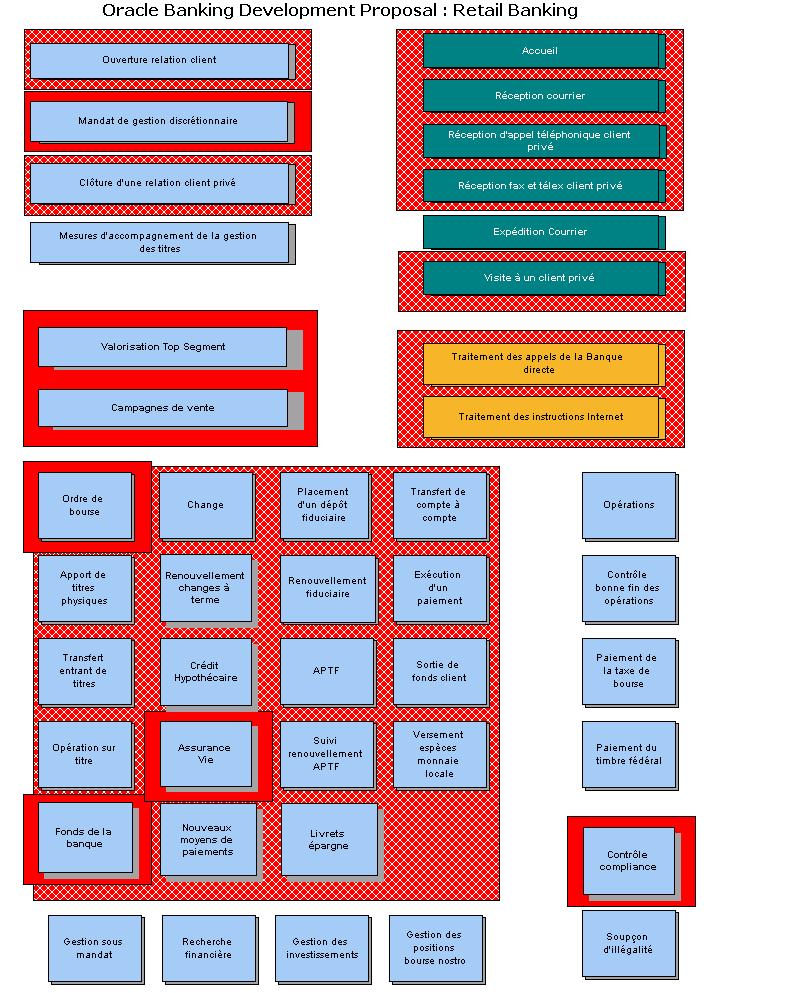 Oracle Banking Development Proposal : Retail Banking
Ouverture relation client
Mandat de gestion discrétionnaire
Clôture d'une relation client privé
Mesures d'accompagnement de la gestion
des titres
Accueil
Réception courrier
Réception d'appel téléphonique client
privé
Réception fax et télex client privé
Expédition Courrier
Visite à un client privé
Valorisation Top Segment
Campagnes de vente
Traitement des appels de la Banque
directe
Traitement des instructions Internet
Ordre de
bourse
Change
Placement
d'un dépôt
fiduciaire
Transfert de
compte à
compte
Opérations
Apport de
titres
physiques
Renouvellement
changes à
terme
Renouvellement
fiduciaire
Exécution
d'un
paiement
Contrôle
bonne fin des
opérations
Transfert
entrant de
titres
Crédit
Hypothécaire
APTF
Sortie de
fonds client
Paiement de
la taxe de
bourse
Opération sur
titre
Assurance
Vie
Suivi
renouvellement
APTF
Versement
espèces
monnaie
locale
Paiement du
timbre fédéral
Fonds de la
banque
Nouveaux
moyens de
paiements
Livrets
épargne
Contrôle
compliance
Gestion sous
mandat
Recherche
financière
Gestion des
investissements
Gestion des
positions
bourse nostro
Soupçon
d'illégalité